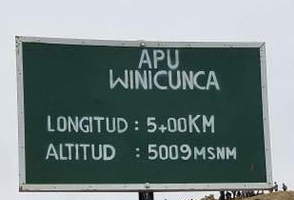 APU
WINICUNCA
LONGITUD : 5+00KM
ALTITUD : 5009MSNM